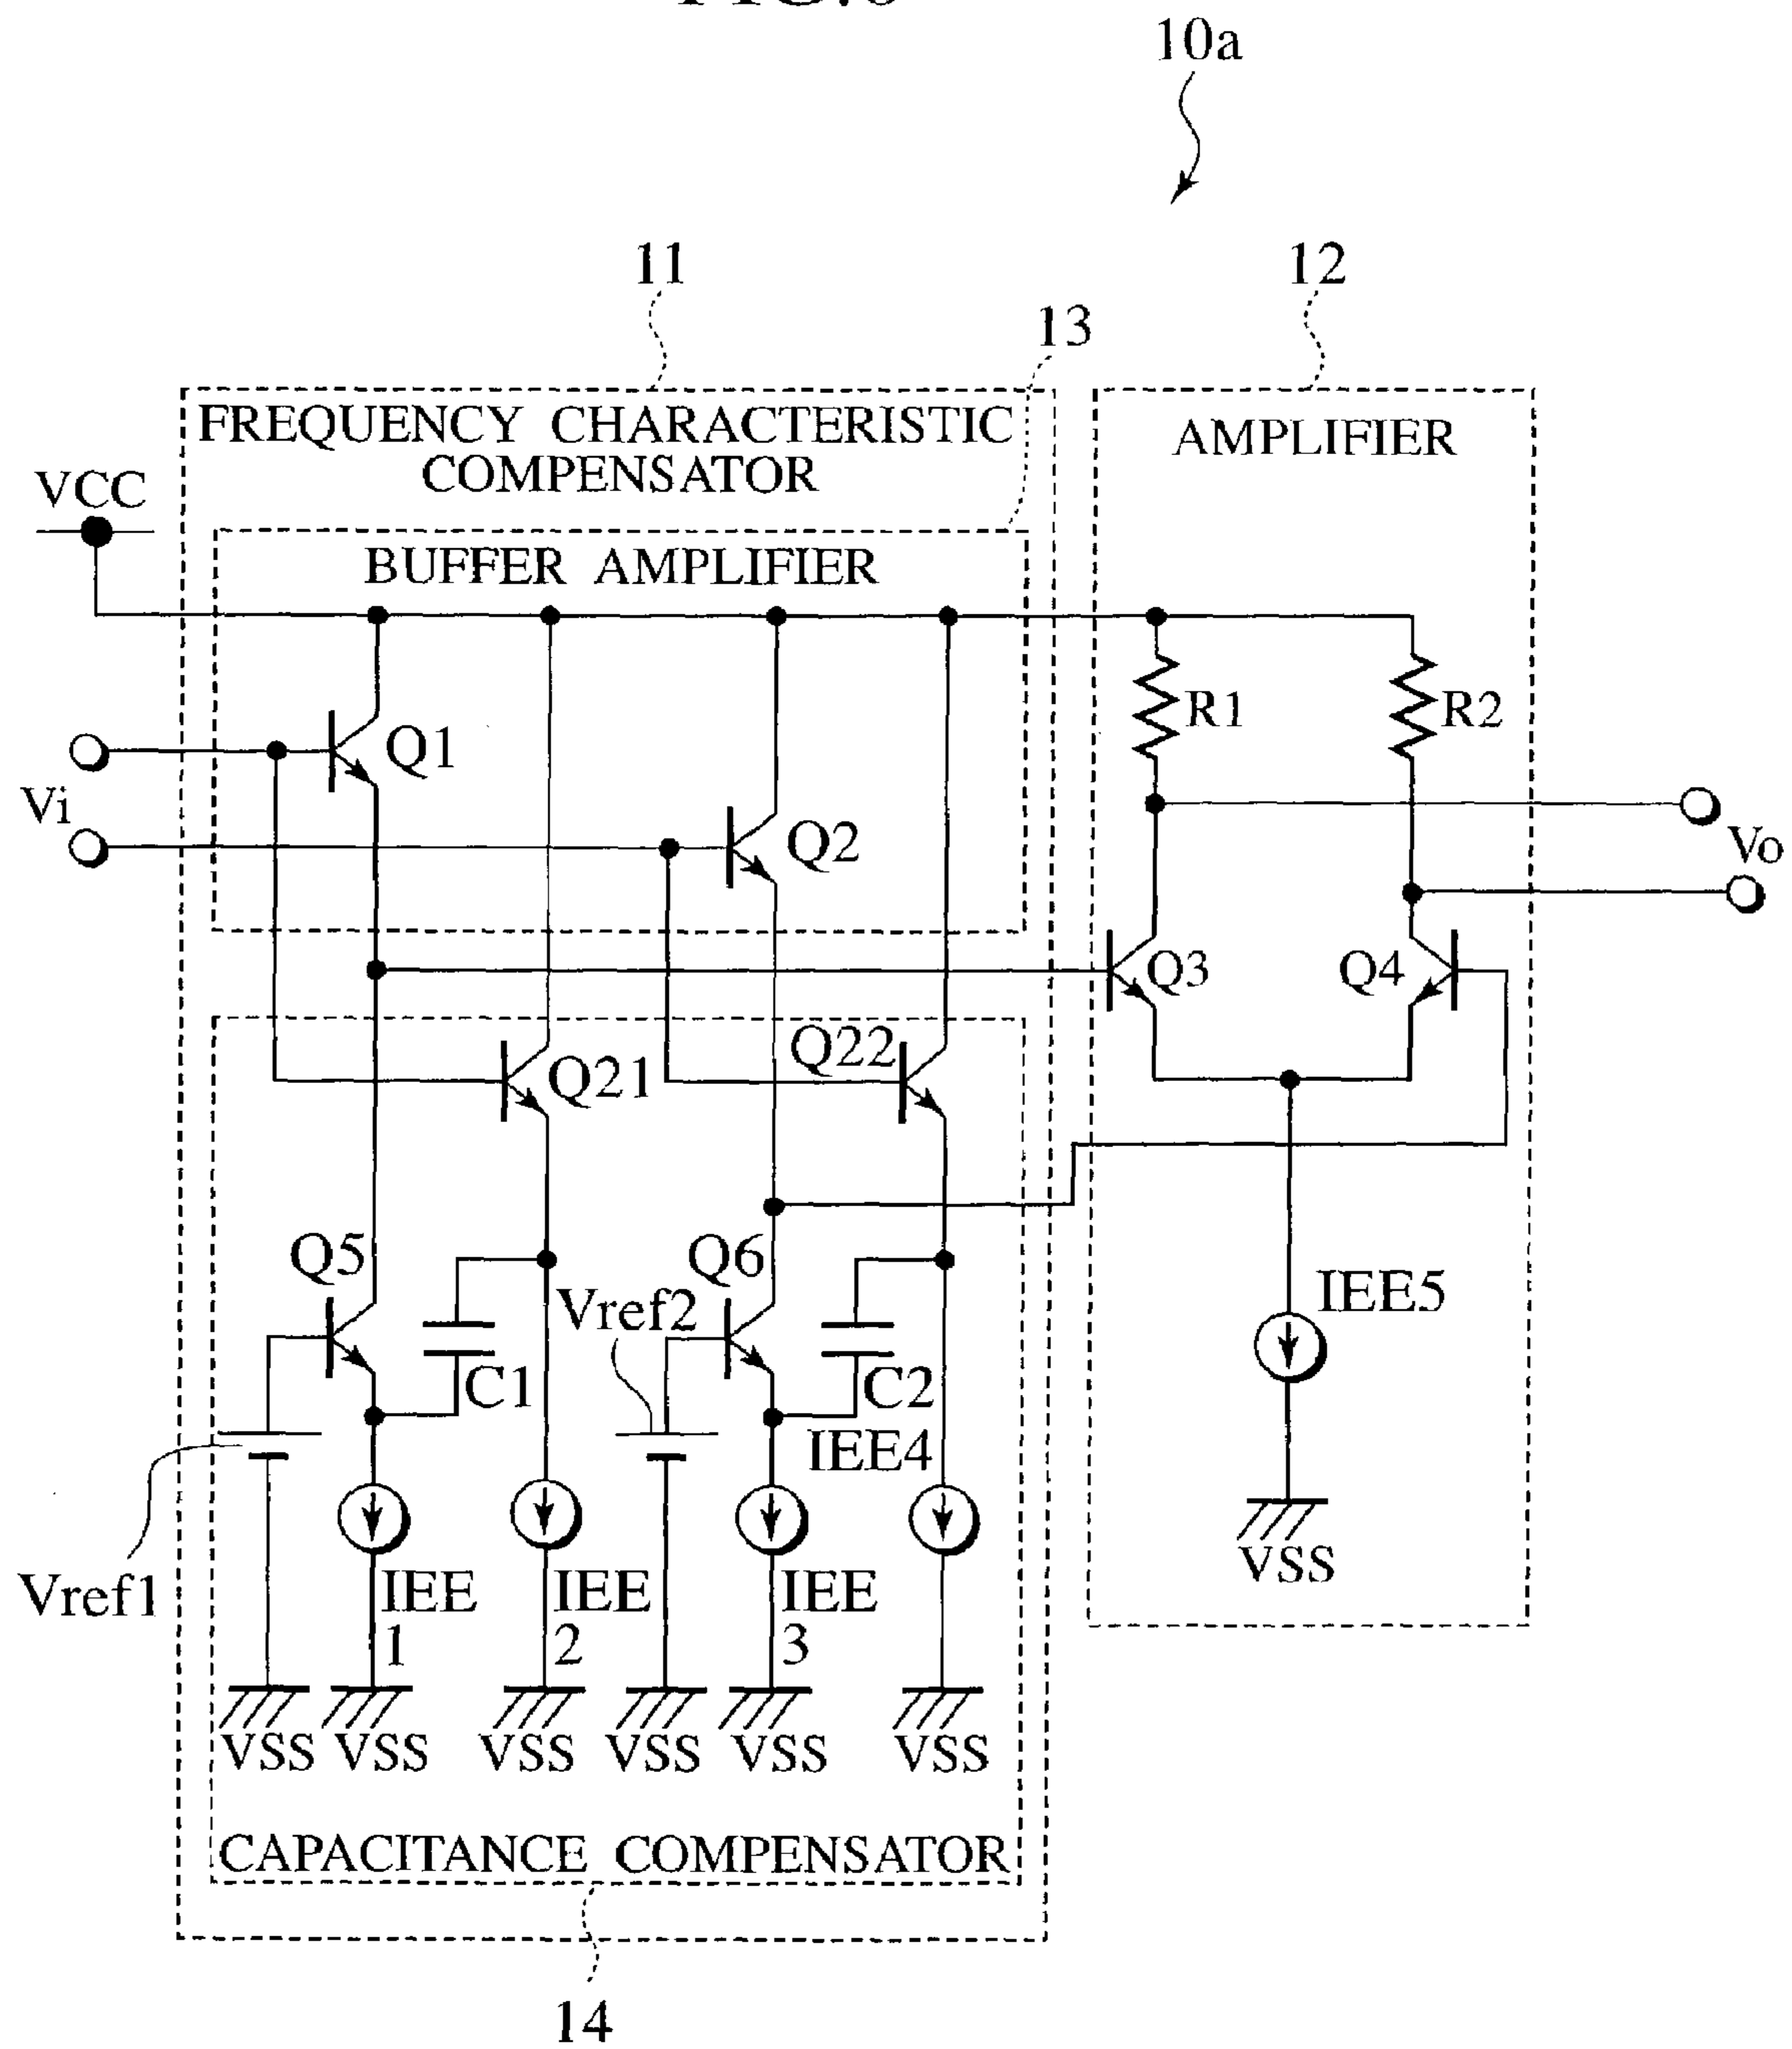 10a
11
12
13
FREQUENCY CHARACTERISTIC
COMPENSATOR
AMPLIFIER
VCC
BUFFER AMPLIFIER
Q1
R1
R2
Vi
Q2
Vo
Q3
Q4
Q21
Q22
Q5
Q6
Vref2
IEE5
C1
C2
IEE4
Vref1
IEE
1
IEE
2
IEE
3
VSS
VSS
VSS
VSS
VSS
VSS
VSS
CAPACITANCE COMPENSATOR
14